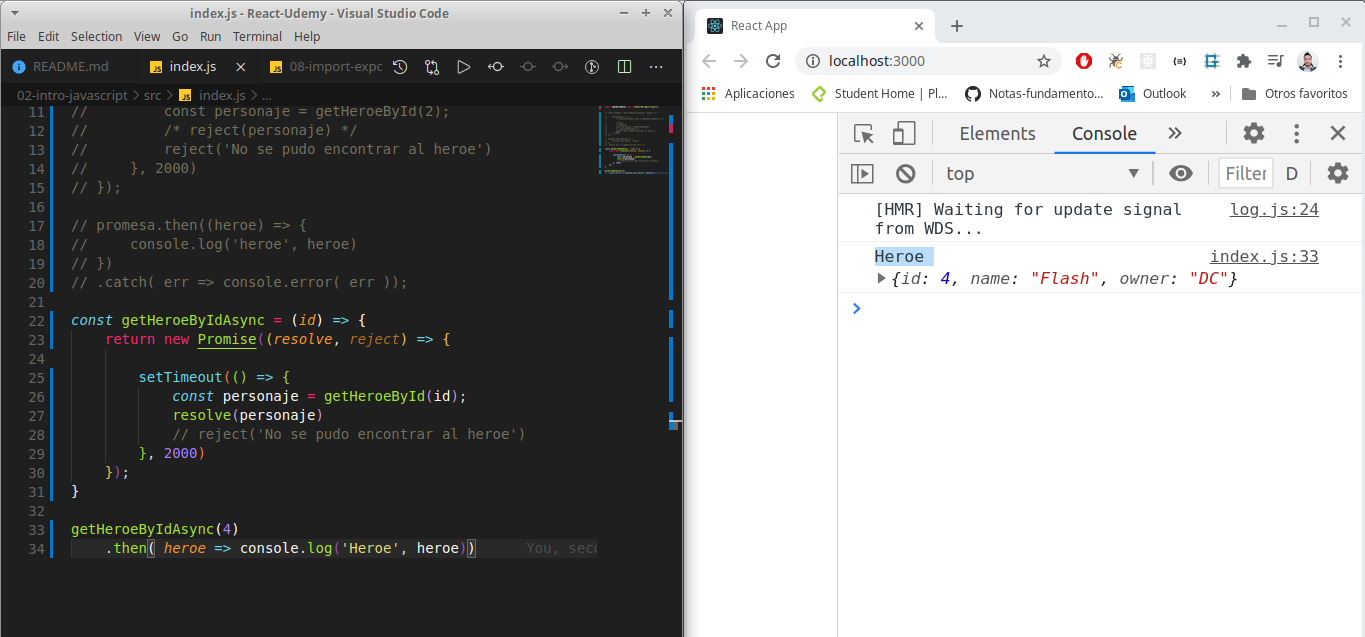 index.js - React-Udemy - Visual Studio Code
File Edit Selection View Go Run Terminal Help
README.md index.js 08-import-expc
02-intro-javascript > src > index.js > ...
11 // const personaje = getHeroeById(2);
12 // /* reject(personaje) */
13 // reject('No se pudo encontrar al heroe')
14 // }, 2000)
15 // });
16
17 // promesa.then((heroe) => {
18 // console.log('heroe', heroe)
19 // })
20 // .catch( err => console.error( err ));
21
22 const getHeroeByIdAsync = (id) => {
23 return new Promise((resolve, reject) => {
24
25 setTimeout(() => {
26 const personaje = getHeroeById(id);
27 resolve(personaje)
28 // reject('No se pudo encontrar al heroe')
29 }, 2000)
30 });
31 }
32
33 getHeroeByIdAsync(4)
34 .then( heroe => console.log('Heroe', heroe)) You, seco
React App
localhost:3000
Aplicaciones Student Home | Pl... Notas-fundamento... Outlook » Otros favoritos
Elements Console »
top Filter D
[HMR] Waiting for update signal log.js:24
from WDS...
Heroe index.js:33
{id: 4, name: "Flash", owner: "DC"}